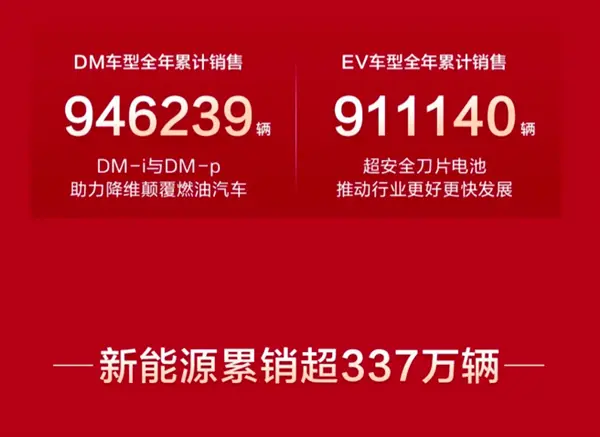 DM车型全年累计销售
946239辆
DM-i与DM-p
助力降维颠覆燃油汽车
EV车型全年累计销售
911140辆
超安全刀片电池
推动行业更好更快发展
新能源累销超337万辆